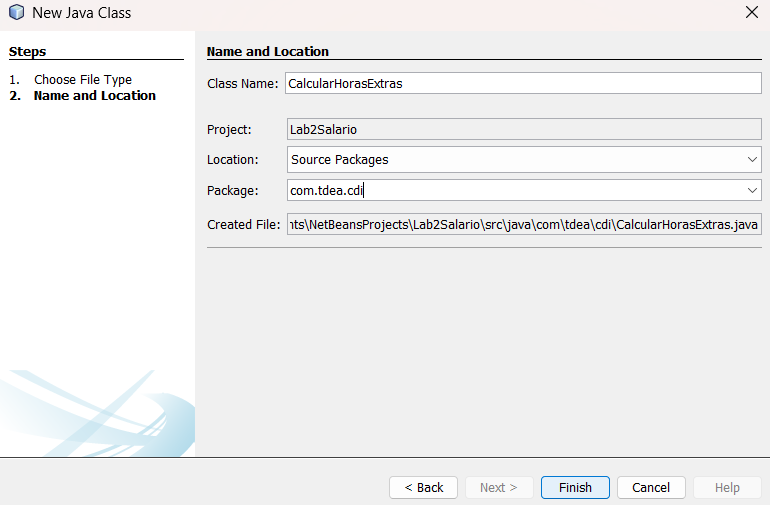 New Java Class
Steps
1. Choose File Type
2. Name and Location
Name and Location
Class Name: CalcularHorasExtras
Project: Lab2Salario
Location: Source Packages
Package: com.tdea.cdi
Created File: nts\NetBeansProjects\Lab2Salario\src\java\com\tdea\cdi\CalcularHorasExtras.java
< Back Next > Finish Cancel Help